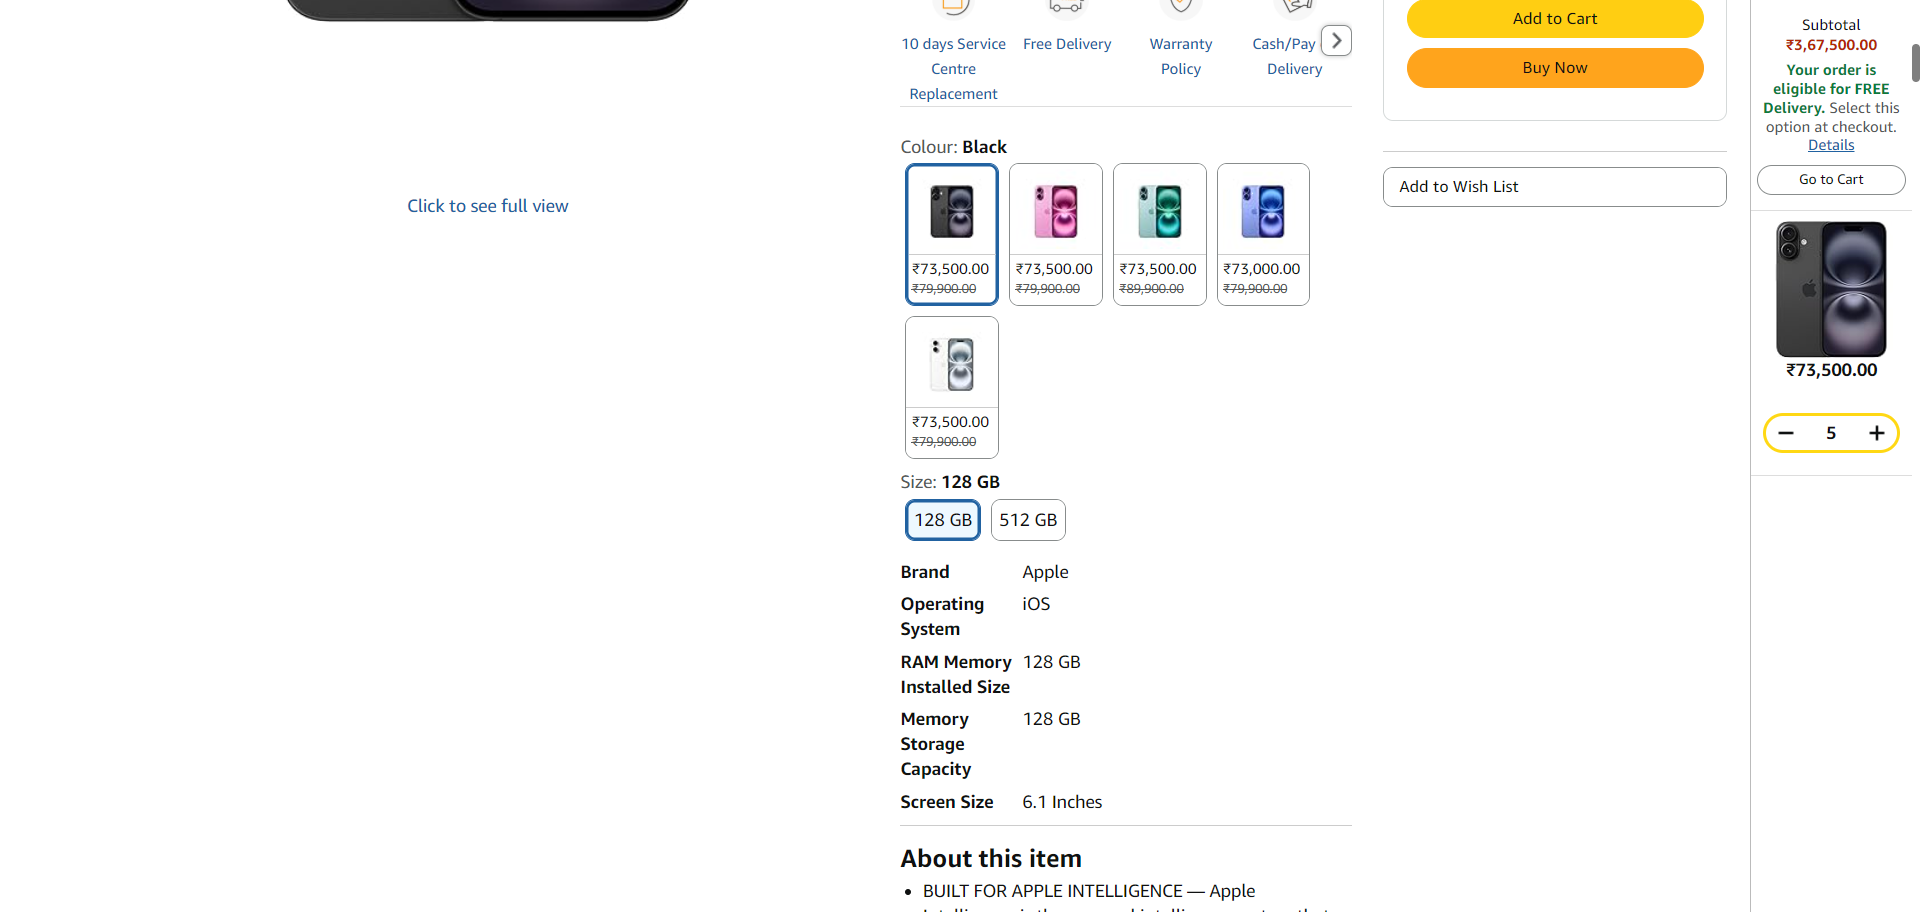 10 days Service
Centre
Replacement
Free Delivery
Warranty
Policy
Cash/Pay
Delivery
Colour: Black
₹73,500.00
₹79,900.00
₹73,500.00
₹79,900.00
₹73,500.00
₹89,900.00
₹73,000.00
₹79,900.00
₹73,500.00
₹79,900.00
Size: 128 GB
128 GB
512 GB
Brand Apple
Operating iOS
System
RAM Memory 128 GB
Installed Size
Memory 128 GB
Storage
Capacity
Screen Size 6.1 Inches
About this item
• BUILT FOR APPLE INTELLIGENCE — Apple
Click to see full view
Add to Cart
Buy Now
Add to Wish List
Subtotal
₹3,67,500.00
Your order is
eligible for FREE
Delivery. Select this
option at checkout.
Details
Go to Cart
₹73,500.00
− 5 +